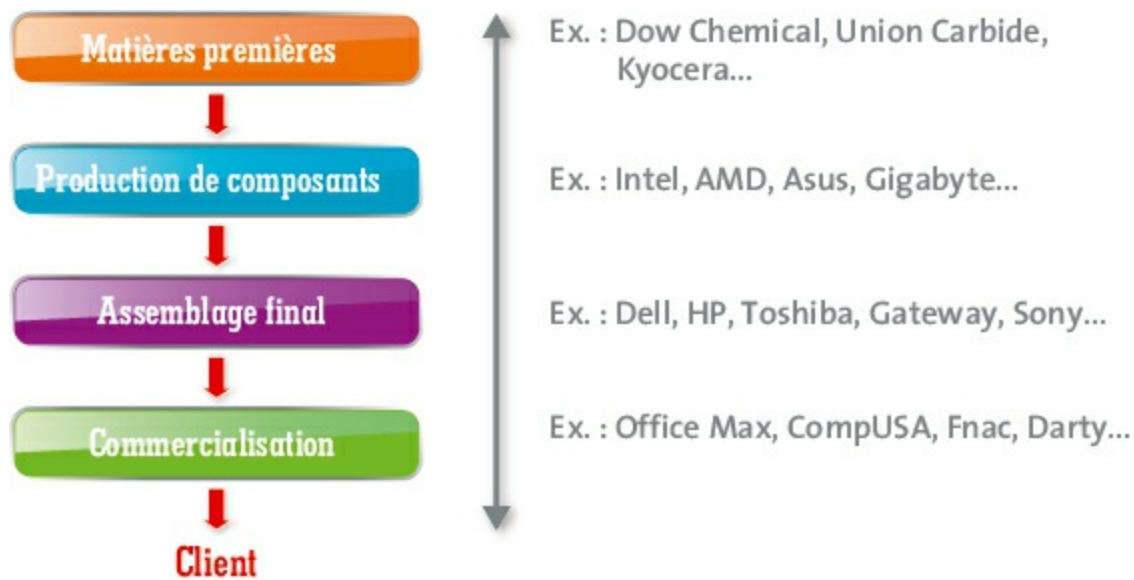 Matières premières
Ex. : Dow Chemical, Union Carbide,
Kyocera...
Production de composants
Ex. : Intel, AMD, Asus, Gigabyte...
Assemblage final
Ex. : Dell, HP, Toshiba, Gateway, Sony...
Commercialisation
Ex. : Office Max, CompUSA, Fnac, Darty...
Client